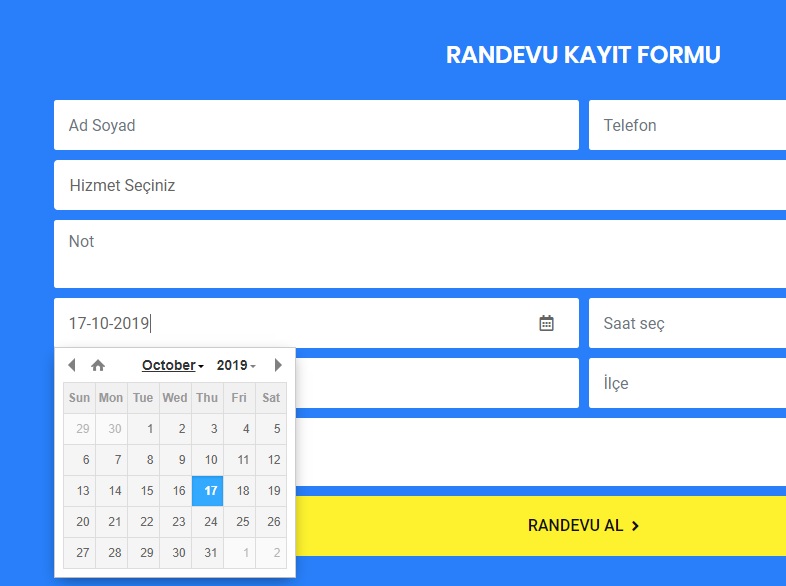 RANDEVU KAYIT FORMU
Ad Soyad Telefon
Hizmet Seçiniz
Not
17-10-2019 Saat seç
October 2019
İlçe
Sun Mon Tue Wed Thu Fri Sat
29 30 1 2 3 4 5
6 7 8 9 10 11 12
13 14 15 16 17 18 19
20 21 22 23 24 25 26
27 28 29 30 31 1 2
RANDEVU AL